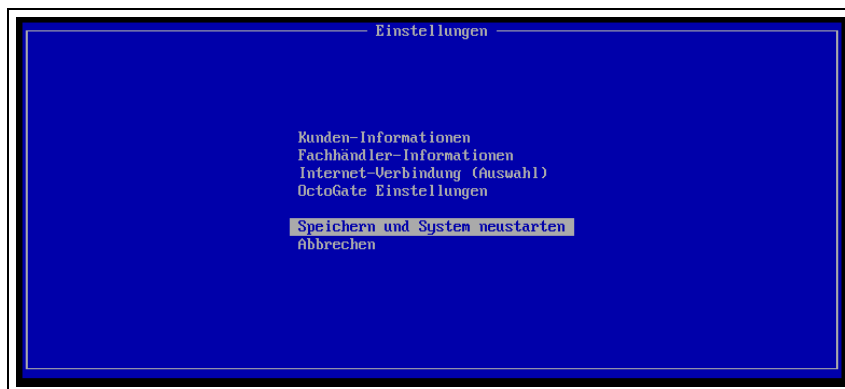 Einstellungen
Kunden-Informationen
Fachhändler-Informationen
Internet-Verbindung (Auswahl)
OctoGate Einstellungen
Speichern und System neustarten
Abbrechen